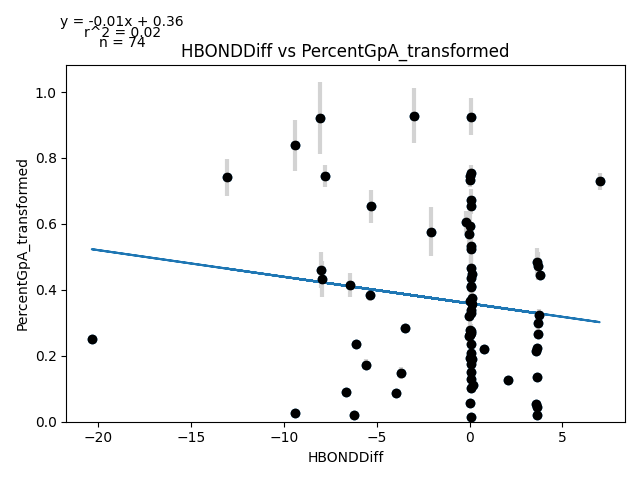 y = -0.01x + 0.36
r^2 = 0.02
n = 74
HBONDDiff vs PercentGpA_transformed
PercentGpA_transformed
1.0
0.8
0.6
0.4
0.2
0.0
−20
−15
−10
−5
0
5
HBONDDiff